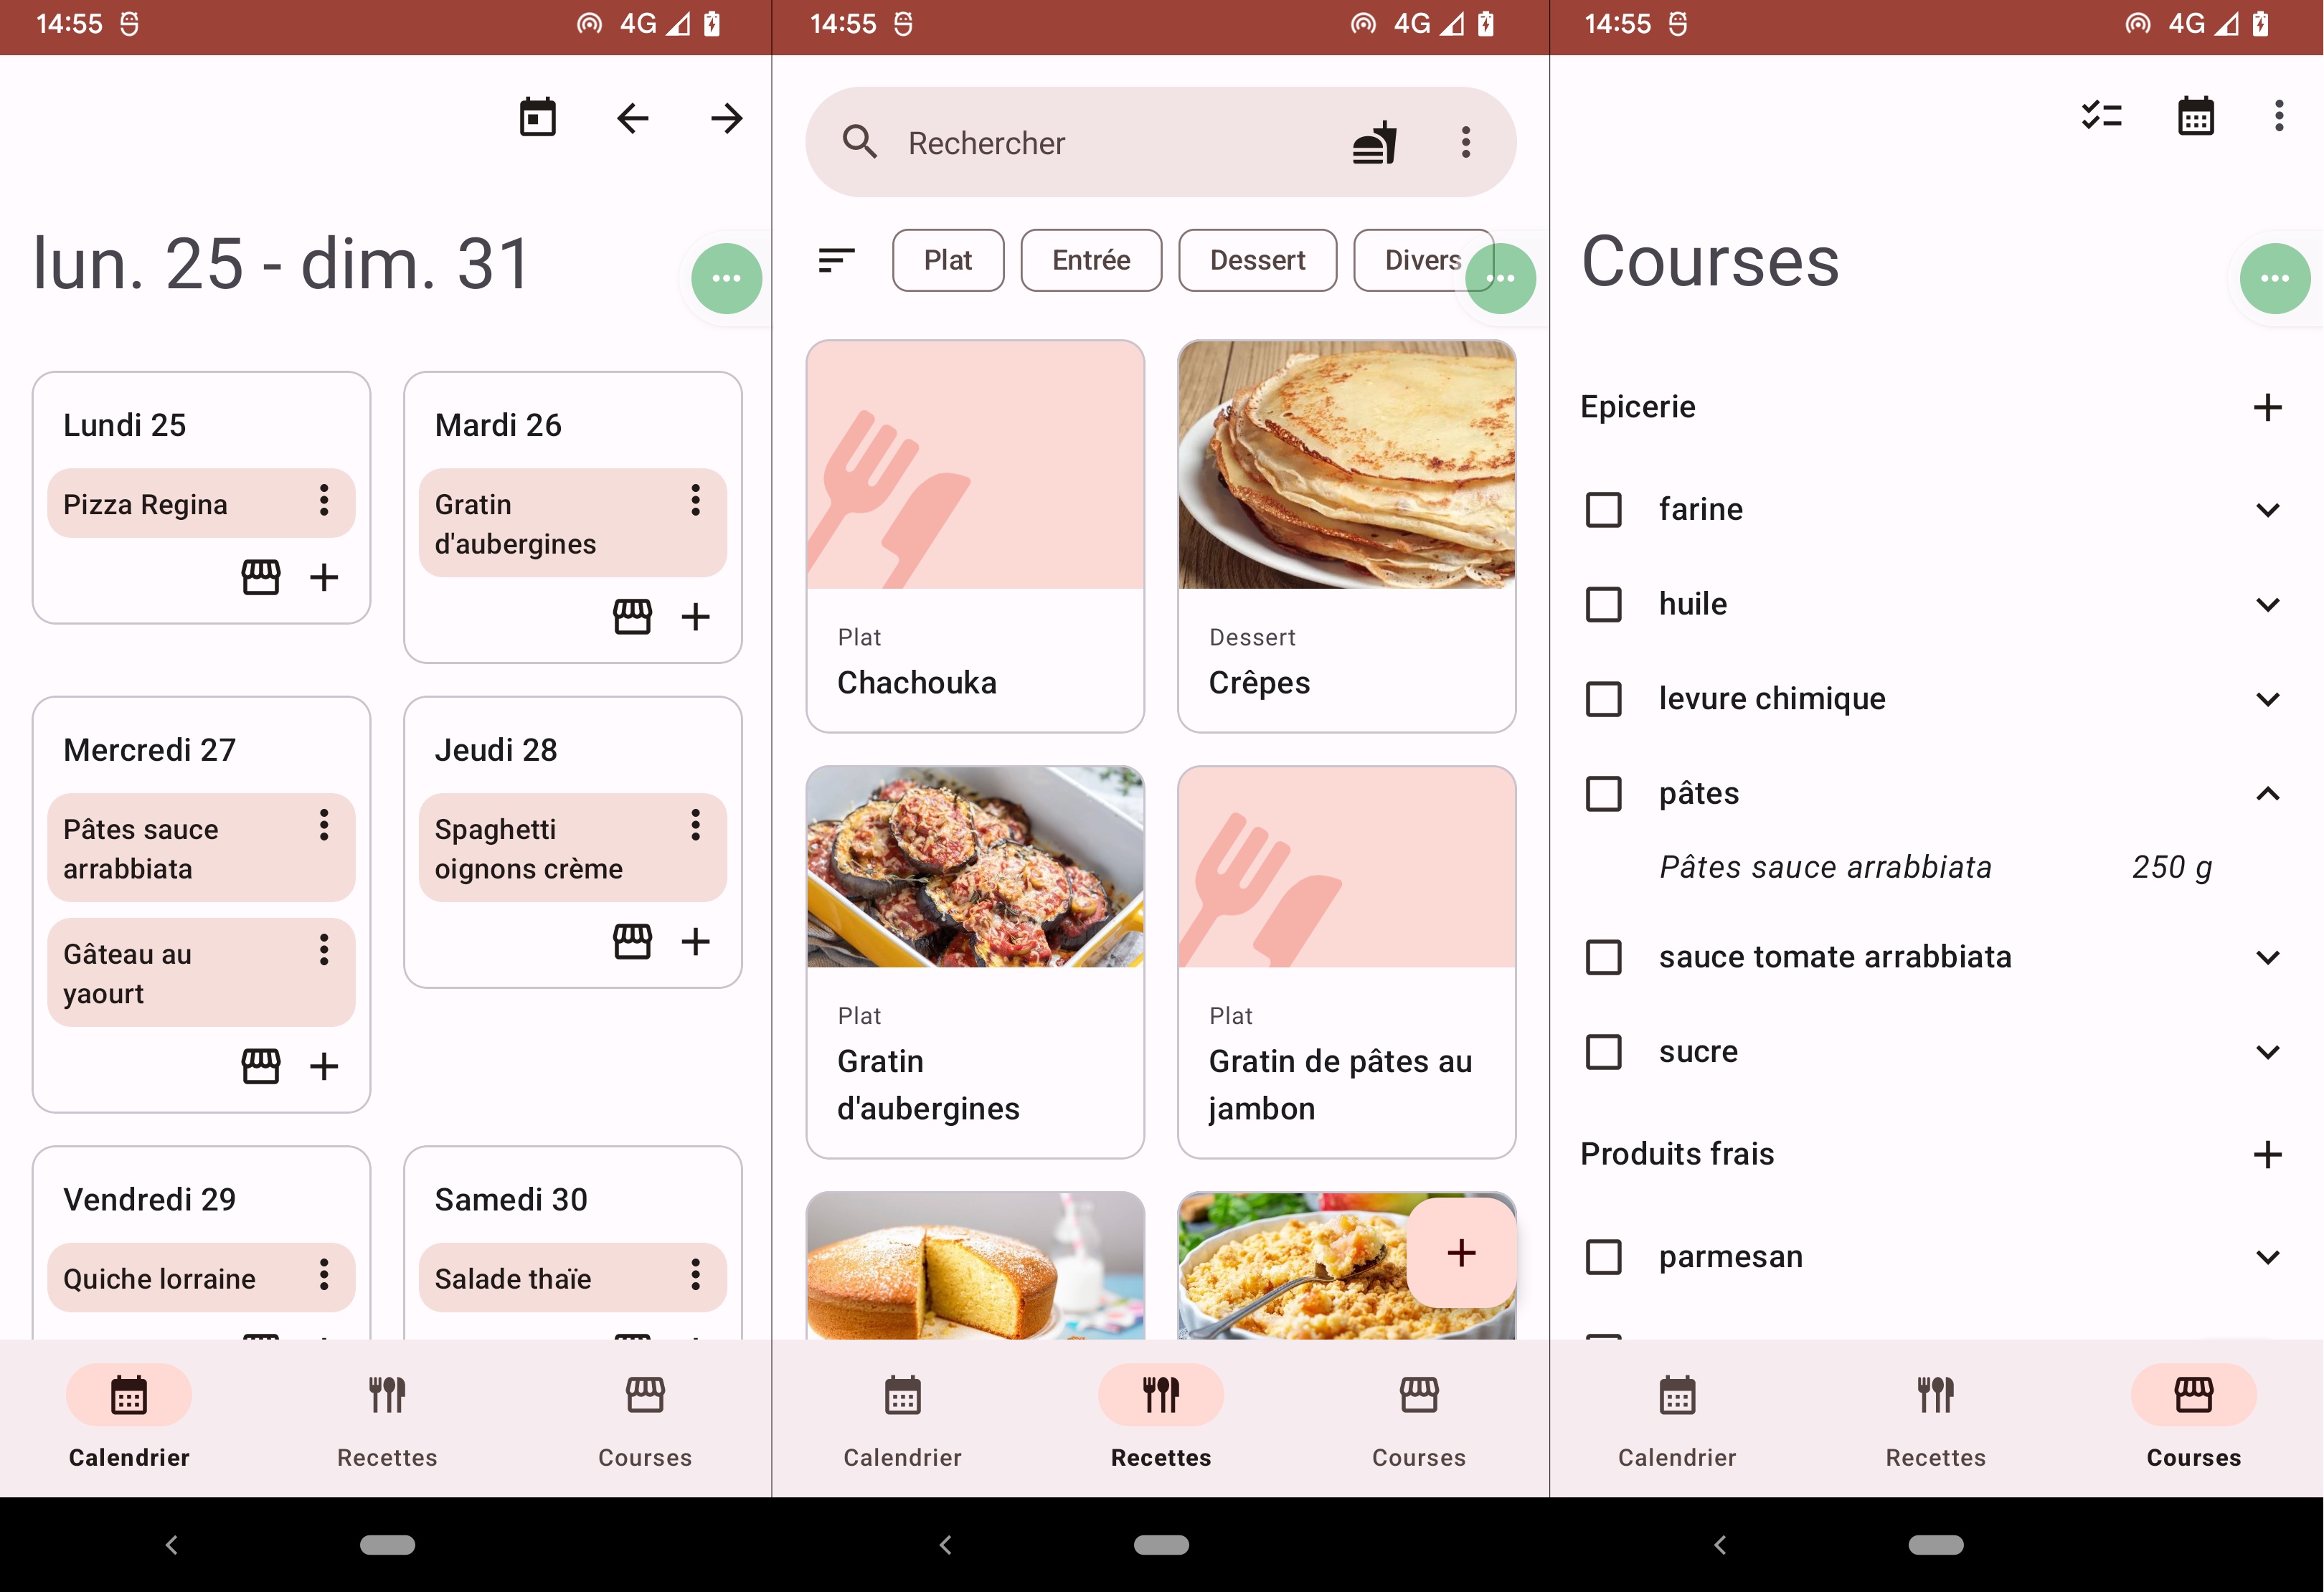 14:55
4G
lun. 25 - dim. 31
Lundi 25
Pizza Regina
Mardi 26
Gratin
d'aubergines
Mercredi 27
Pâtes sauce
arrabbiata
Gâteau au
yaourt
Jeudi 28
Spaghetti
oignons crème
Vendredi 29
Quiche lorraine
Samedi 30
Salade thaïe
Calendrier
Recettes
Courses
14:55
4G
Rechercher
Plat
Entrée
Dessert
Divers
Plat
Chachouka
Dessert
Crêpes
Plat
Gratin
d'aubergines
Plat
Gratin de pâtes au
jambon
Calendrier
Recettes
Courses
14:55
4G
Courses
Epicerie
farine
huile
levure chimique
pâtes
Pâtes sauce arrabbiata 250 g
sauce tomate arrabbiata
sucre
Produits frais
parmesan
Calendrier
Recettes
Courses